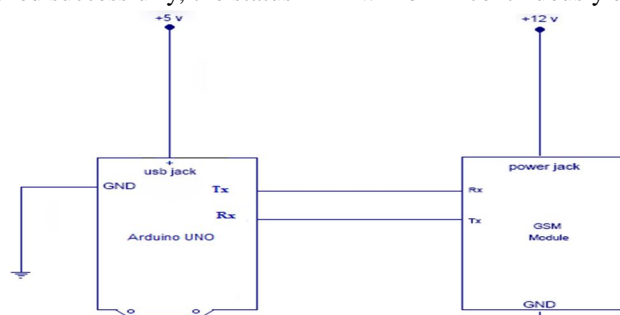 +5 v
+12 v
usb jack
power jack
GND
Tx
Rx
Rx
Tx
Arduino UNO
GSM
Module
GND